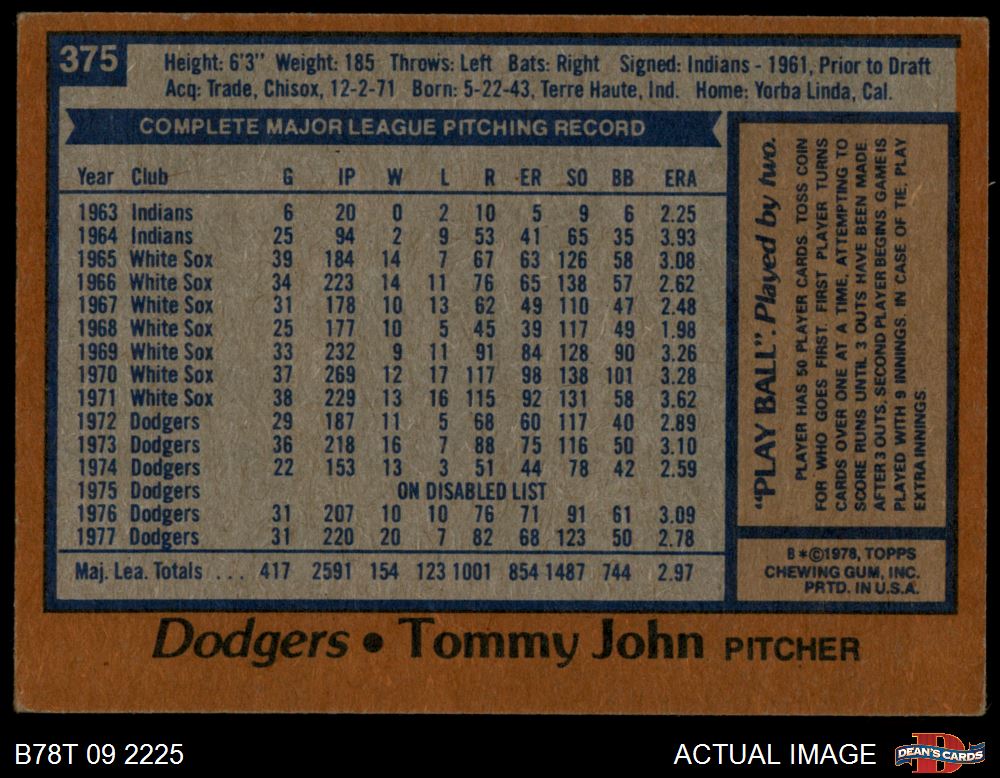 375
Height: 6'3" Weight: 185 Throws: Left Bats: Right Signed: Indians - 1961, Prior to Draft
Acq: Trade, Chisox, 12-2-71 Born: 5-22-43, Terre Haute, Ind. Home: Yorba Linda, Cal.
COMPLETE MAJOR LEAGUE PITCHING RECORD
Year Club G IP W L R ER SO BB ERA
1963 Indians 6 20 0 2 10 5 9 6 2.25
1964 Indians 25 94 2 9 53 41 65 35 3.93
1965 White Sox 39 184 14 7 67 63 126 58 3.08
1966 White Sox 34 223 14 11 76 65 138 57 2.62
1967 White Sox 31 178 10 13 62 49 110 47 2.48
1968 White Sox 25 177 10 5 45 39 117 49 1.98
1969 White Sox 33 232 9 11 91 84 128 90 3.26
1970 White Sox 37 269 12 17 117 98 138 101 3.28
1971 White Sox 38 229 13 16 115 92 131 58 3.62
1972 Dodgers 29 187 11 5 68 60 117 40 2.89
1973 Dodgers 36 218 16 7 88 75 116 50 3.10
1974 Dodgers 22 153 13 3 51 44 78 42 2.59
1975 Dodgers ON DISABLED LIST
1976 Dodgers 31 207 10 10 76 71 91 61 3.09
1977 Dodgers 31 220 20 7 82 68 123 50 2.78
Maj. Lea. Totals ... 417 2591 154 123 1001 854 1487 744 2.97
"PLAY BALL". Played by two.
PLAYER HAS 50 PLAYER CARDS. TOSS COIN
FOR WHO GOES FIRST. FIRST PLAYER TURNS
CARDS OVER ONE AT A TIME, ATTEMPTING TO
SCORE RUNS UNTIL 3 OUTS HAVE BEEN MADE.
AFTER 3 OUTS, SECOND PLAYER BEGINS. GAME IS
PLAYED WITH 9 INNINGS. IN CASE OF TIE, PLAY
EXTRA INNINGS
B*©1978, TOPPS
CHEWING GUM, INC.
PRTD. IN U.S.A.
Dodgers • Tommy John PITCHER
B78T 09 2225
ACTUAL IMAGE
DEAN'S CARDS